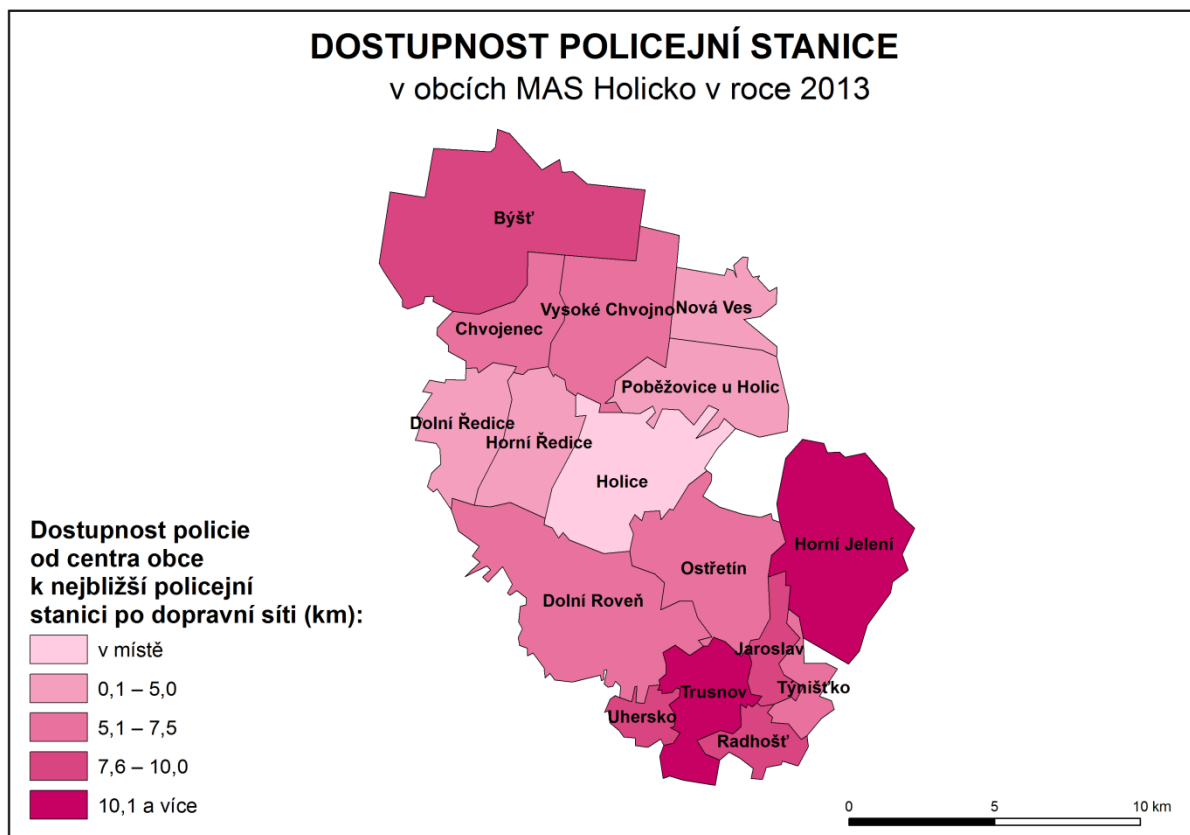 DOSTUPNOST POLICEJNÍ STANICE
v obcích MAS Holicko v roce 2013
Býšť
Vysoké Chvojno
Nová Ves
Chvojenec
Poběžovice u Holic
Dolní Ředice
Horní Ředice
Holice
Horní Jelení
Ostřetín
Dolní Roveň
Jaroslav
Týnišťko
Trusnov
Uhersko
Radhošť
Dostupnost policie
od centra obce
k nejbližší policejní
stanici po dopravní síti (km):
v místě
0,1 – 5,0
5,1 – 7,5
7,6 – 10,0
10,1 a více
0 5 10 km